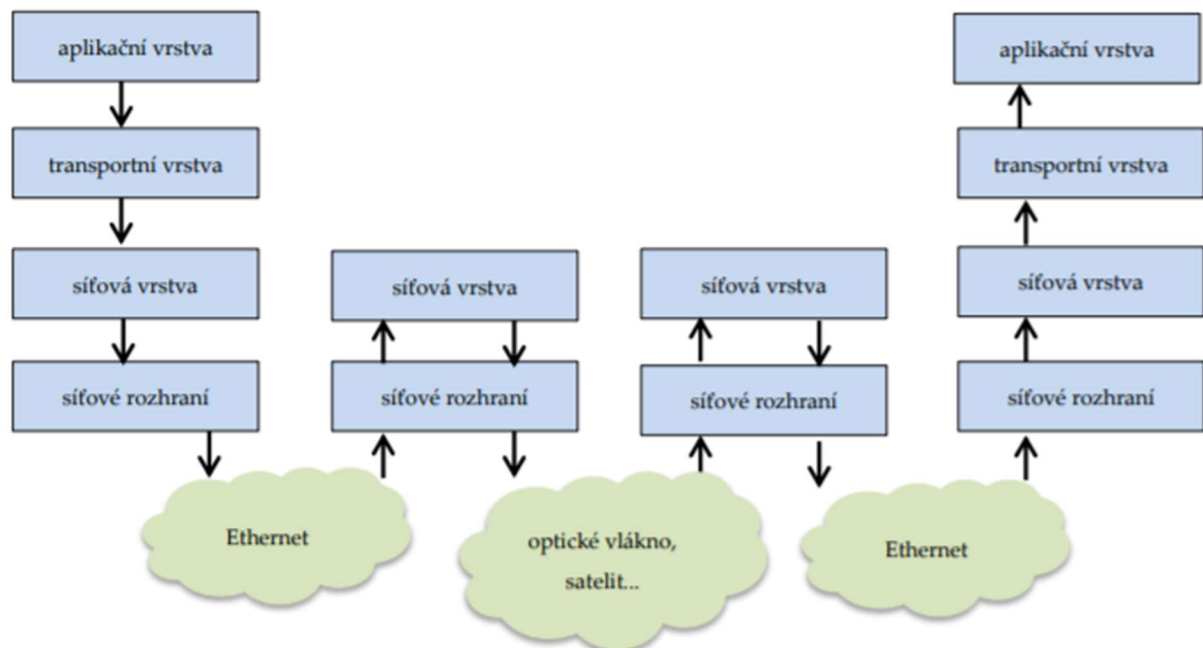 aplikační vrstva
aplikační vrstva
transportní vrstva
transportní vrstva
síťová vrstva
síťová vrstva
síťová vrstva
síťová vrstva
síťové rozhraní
síťové rozhraní
síťové rozhraní
síťové rozhraní
Ethernet
optické vlákno,
satelit...
Ethernet